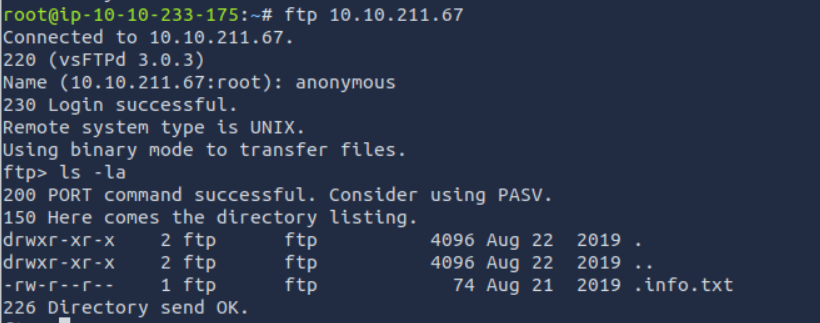 root@ip-10-10-233-175:~# ftp 10.10.211.67
Connected to 10.10.211.67.
220 (vsFTPd 3.0.3)
Name (10.10.211.67:root): anonymous
230 Login successful.
Remote system type is UNIX.
Using binary mode to transfer files.
ftp> ls -la
200 PORT command successful. Consider using PASV.
150 Here comes the directory listing.
drwxr-xr-x    2 ftp      ftp          4096 Aug 22  2019 .
drwxr-xr-x    2 ftp      ftp          4096 Aug 22  2019 ..
-rw-r--r--    1 ftp      ftp            74 Aug 21  2019 .info.txt
226 Directory send OK.